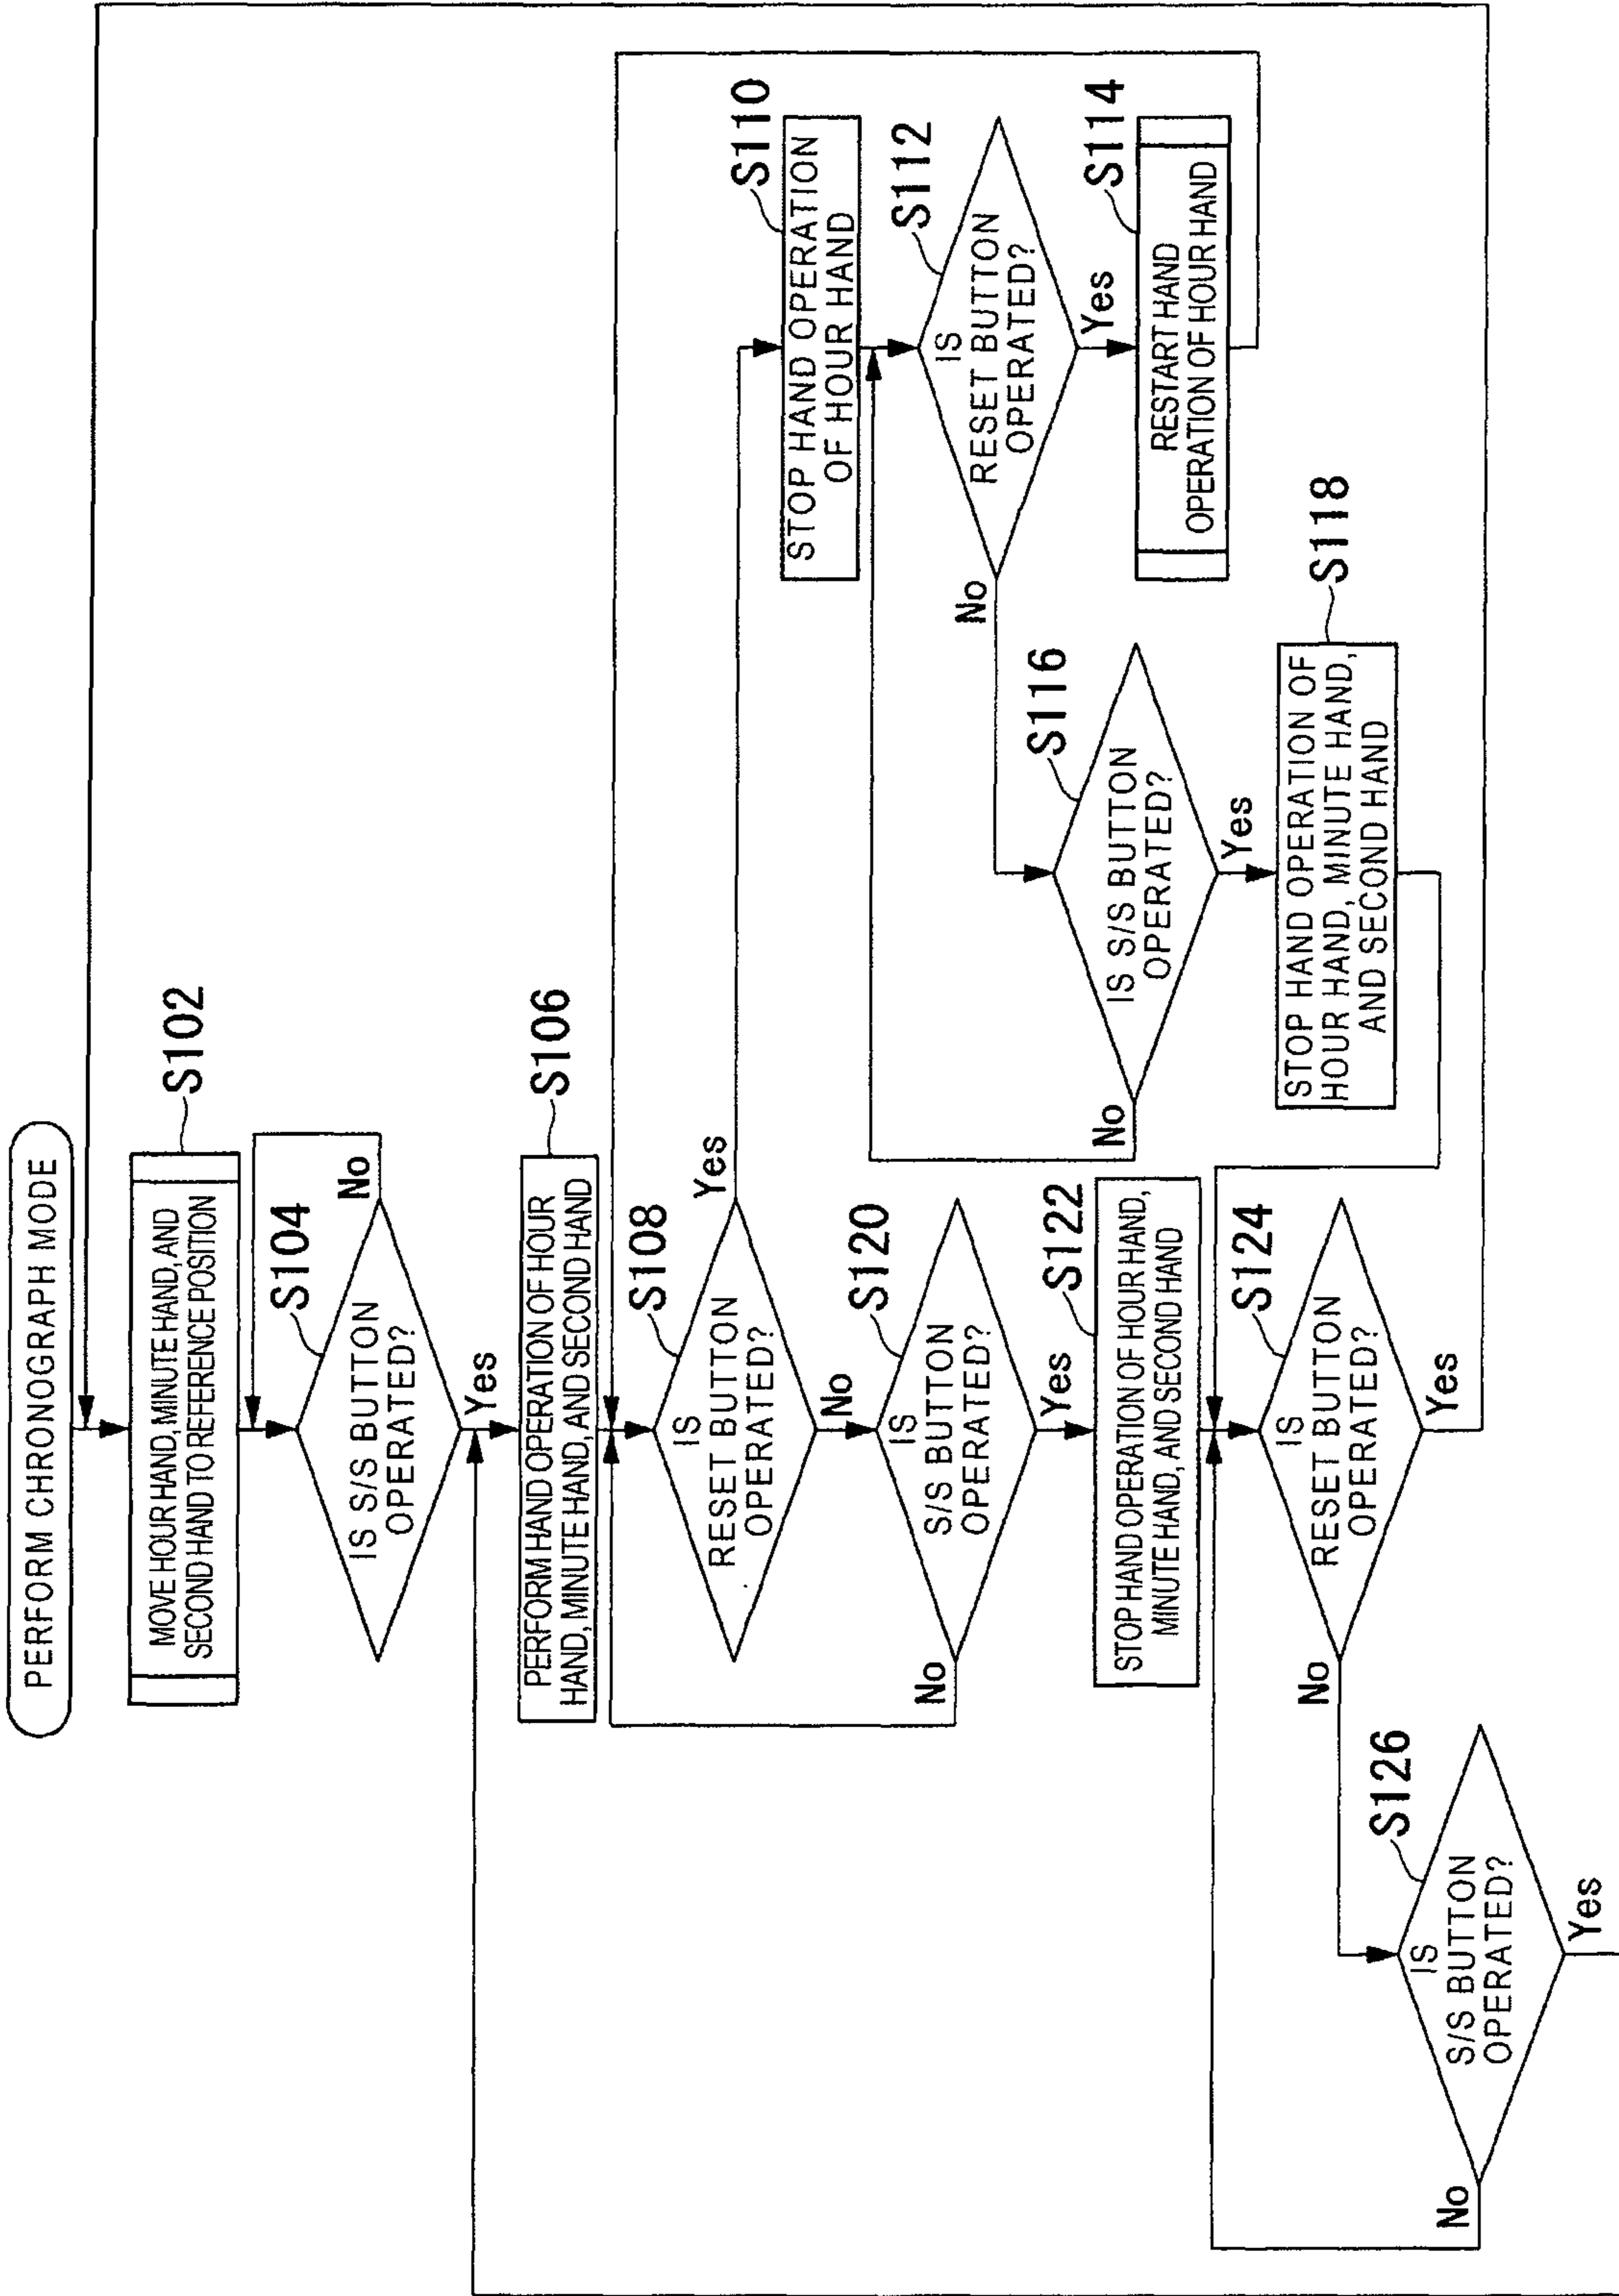 PERFORM CHRONOGRAPH MODE
S102
MOVE HOUR HAND, MINUTE HAND, AND
SECOND HAND TO REFERENCE POSITION
S104
IS S/S BUTTON
OPERATED?
No
Yes
S106
PERFORM HAND OPERATION OF HOUR
HAND, MINUTE HAND, AND SECOND HAND
S108
IS
RESET BUTTON
OPERATED?
Yes
No
S110
STOP HAND OPERATION
OF HOUR HAND
S112
IS
RESET BUTTON
OPERATED?
No
Yes
S114
RESTART HAND
OPERATION OF HOUR HAND
S116
IS S/S BUTTON
OPERATED?
No
Yes
S118
STOP HAND OPERATION OF
HOUR HAND, MINUTE HAND,
AND SECOND HAND
S120
IS
S/S BUTTON
OPERATED?
No
Yes
S122
STOP HAND OPERATION OF HOUR HAND,
MINUTE HAND, AND SECOND HAND
S124
IS
RESET BUTTON
OPERATED?
No
Yes
S126
IS
S/S BUTTON
OPERATED?
No
Yes